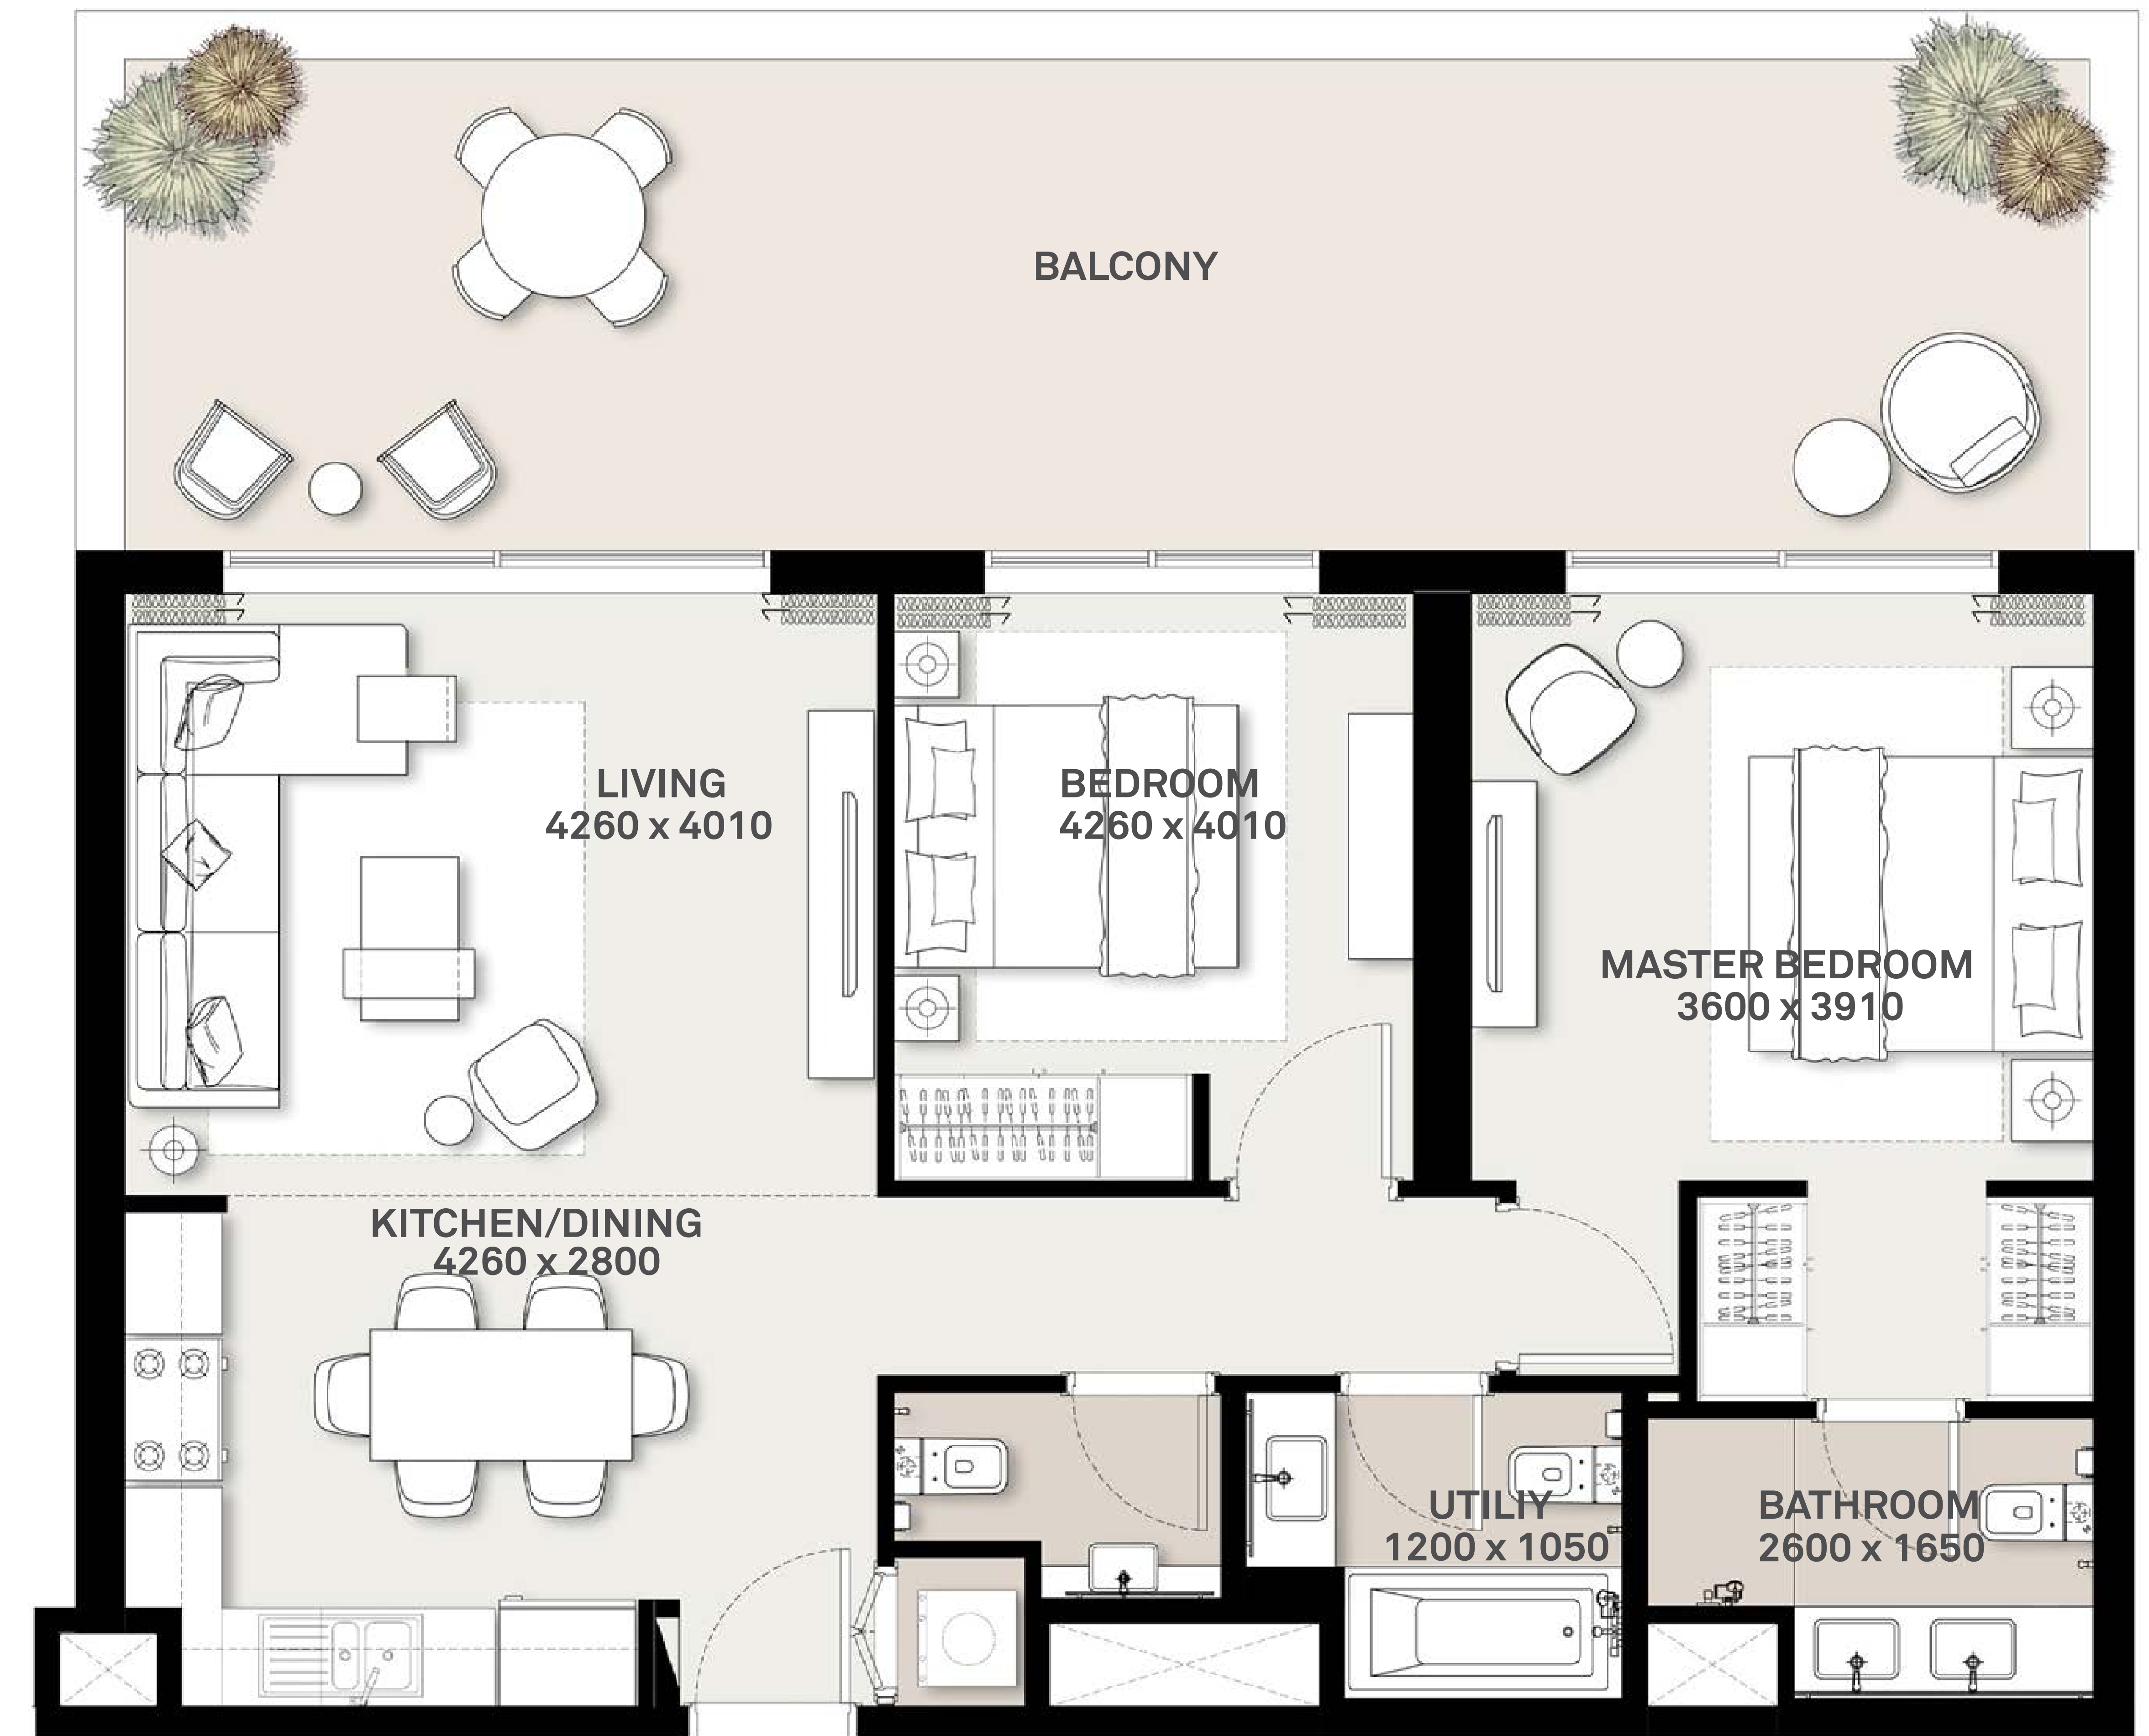 BALCONY
LIVING
4260 x 4010
BEDROOM
4260 x 4010
MASTER BEDROOM
3600 x 3910
KITCHEN/DINING
4260 x 2800
UTILIY
1200 x 1050
BATHROOM
2600 x 1650